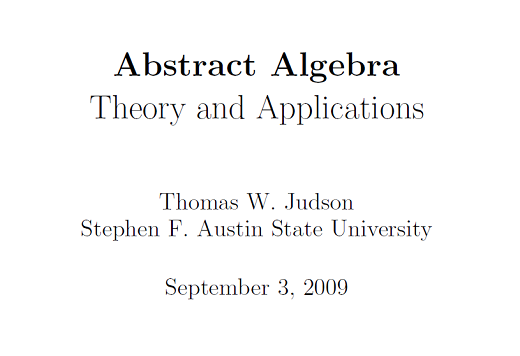 Abstract Algebra
Theory and Applications
Thomas W. Judson
Stephen F. Austin State University
September 3, 2009